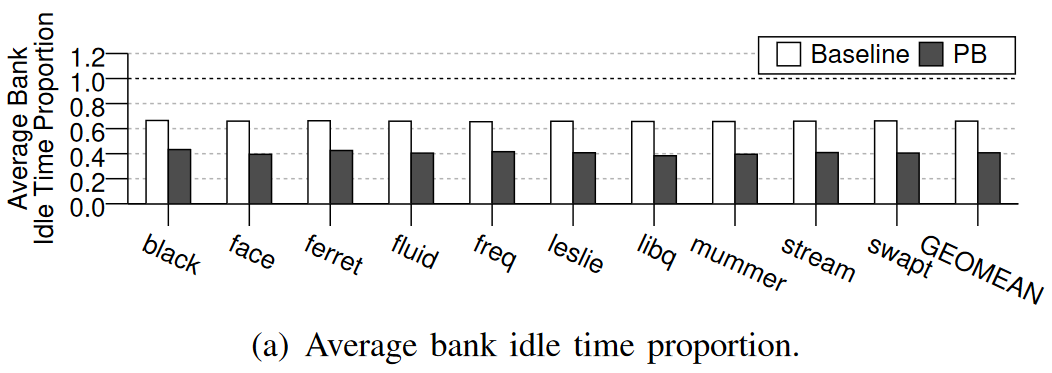 Average Bank
Idle Time Proportion
1.2
1.0
0.8
0.6
0.4
0.2
0.0
Baseline PB
black face ferret fluid freq leslie libq mummer stream swapt GEOMEAN
(a) Average bank idle time proportion.